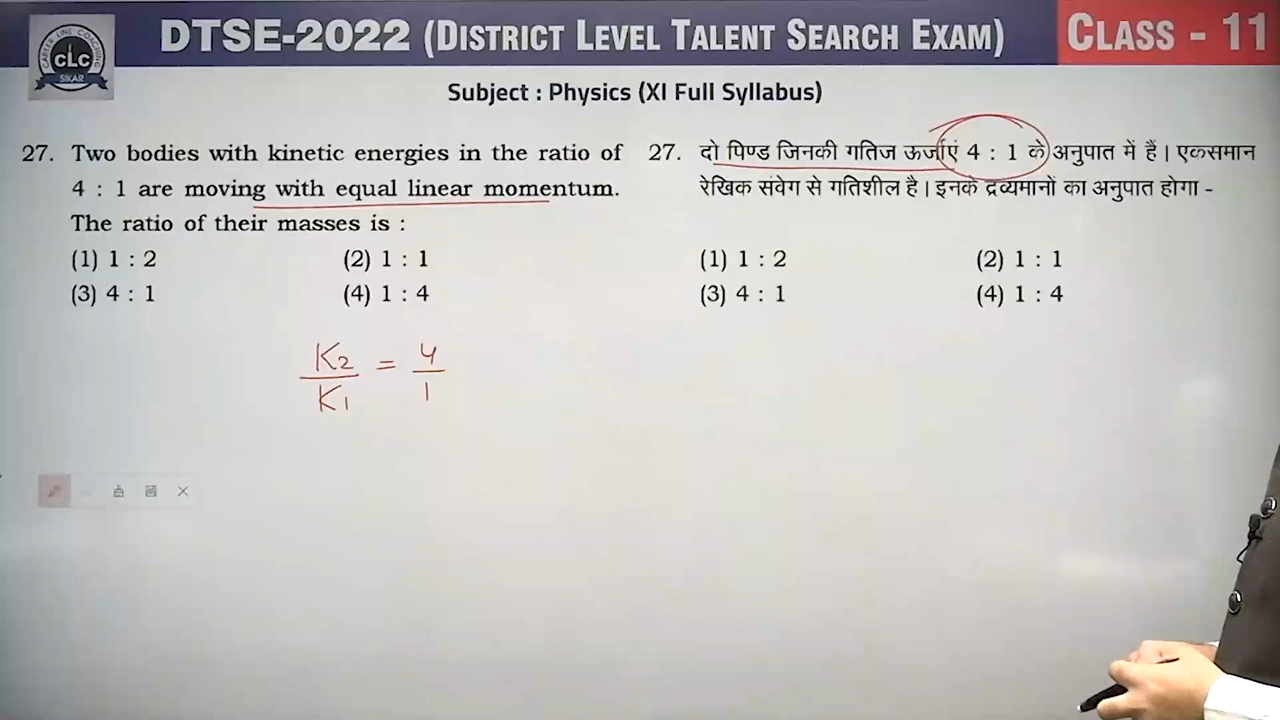 CAREER LINE COACHING
CLC
SIKAR
DTSE-2022 (DISTRICT LEVEL TALENT SEARCH EXAM)
CLASS - 11
Subject : Physics (XI Full Syllabus)
27. Two bodies with kinetic energies in the ratio of
4 : 1 are moving with equal linear momentum.
The ratio of their masses is :
(1) 1 : 2 (2) 1 : 1
(3) 4 : 1 (4) 1 : 4
27. दो पिण्ड जिनकी गतिज ऊर्जाएं 4 : 1 के अनुपात में हैं। एकसमान
रेखिक संवेग से गतिशील है। इनके द्रव्यमानों का अनुपात होगा -
(1) 1 : 2 (2) 1 : 1
(3) 4 : 1 (4) 1 : 4
K2 / K1 = 4 / 1